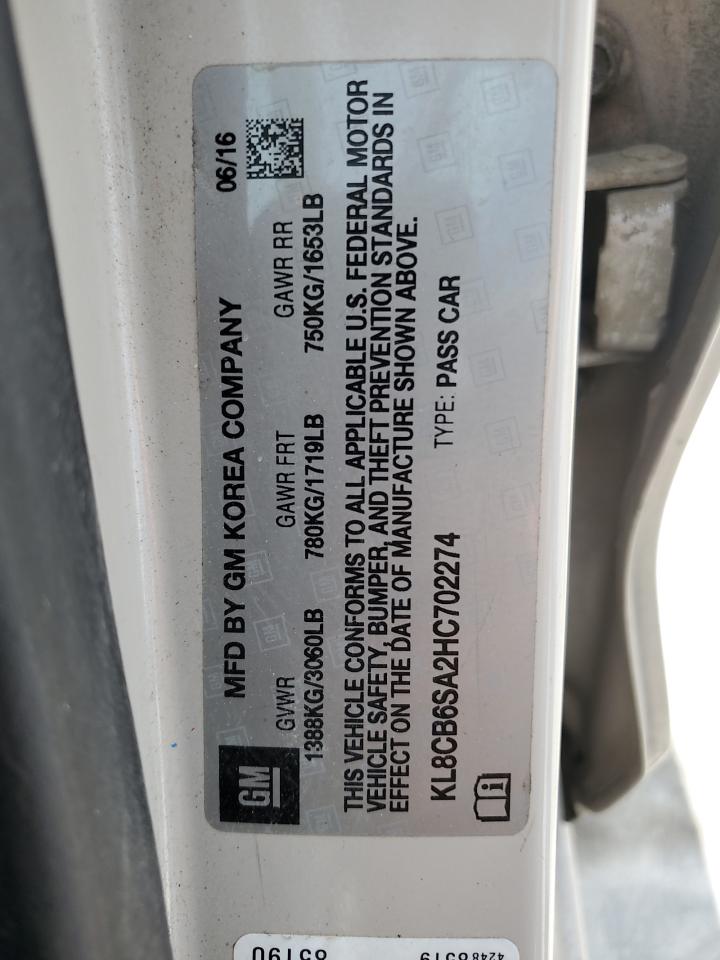 MFD BY GM KOREA COMPANY 06/16
GM
GVWR GAWR FRT GAWR RR
1388KG/3060LB 780KG/1719LB 750KG/1653LB
THIS VEHICLE CONFORMS TO ALL APPLICABLE U.S. FEDERAL MOTOR
VEHICLE SAFETY, BUMPER, AND THEFT PREVENTION STANDARDS IN
EFFECT ON THE DATE OF MANUFACTURE SHOWN ABOVE.
KL8CB6SA2HC702274 TYPE: PASS CAR